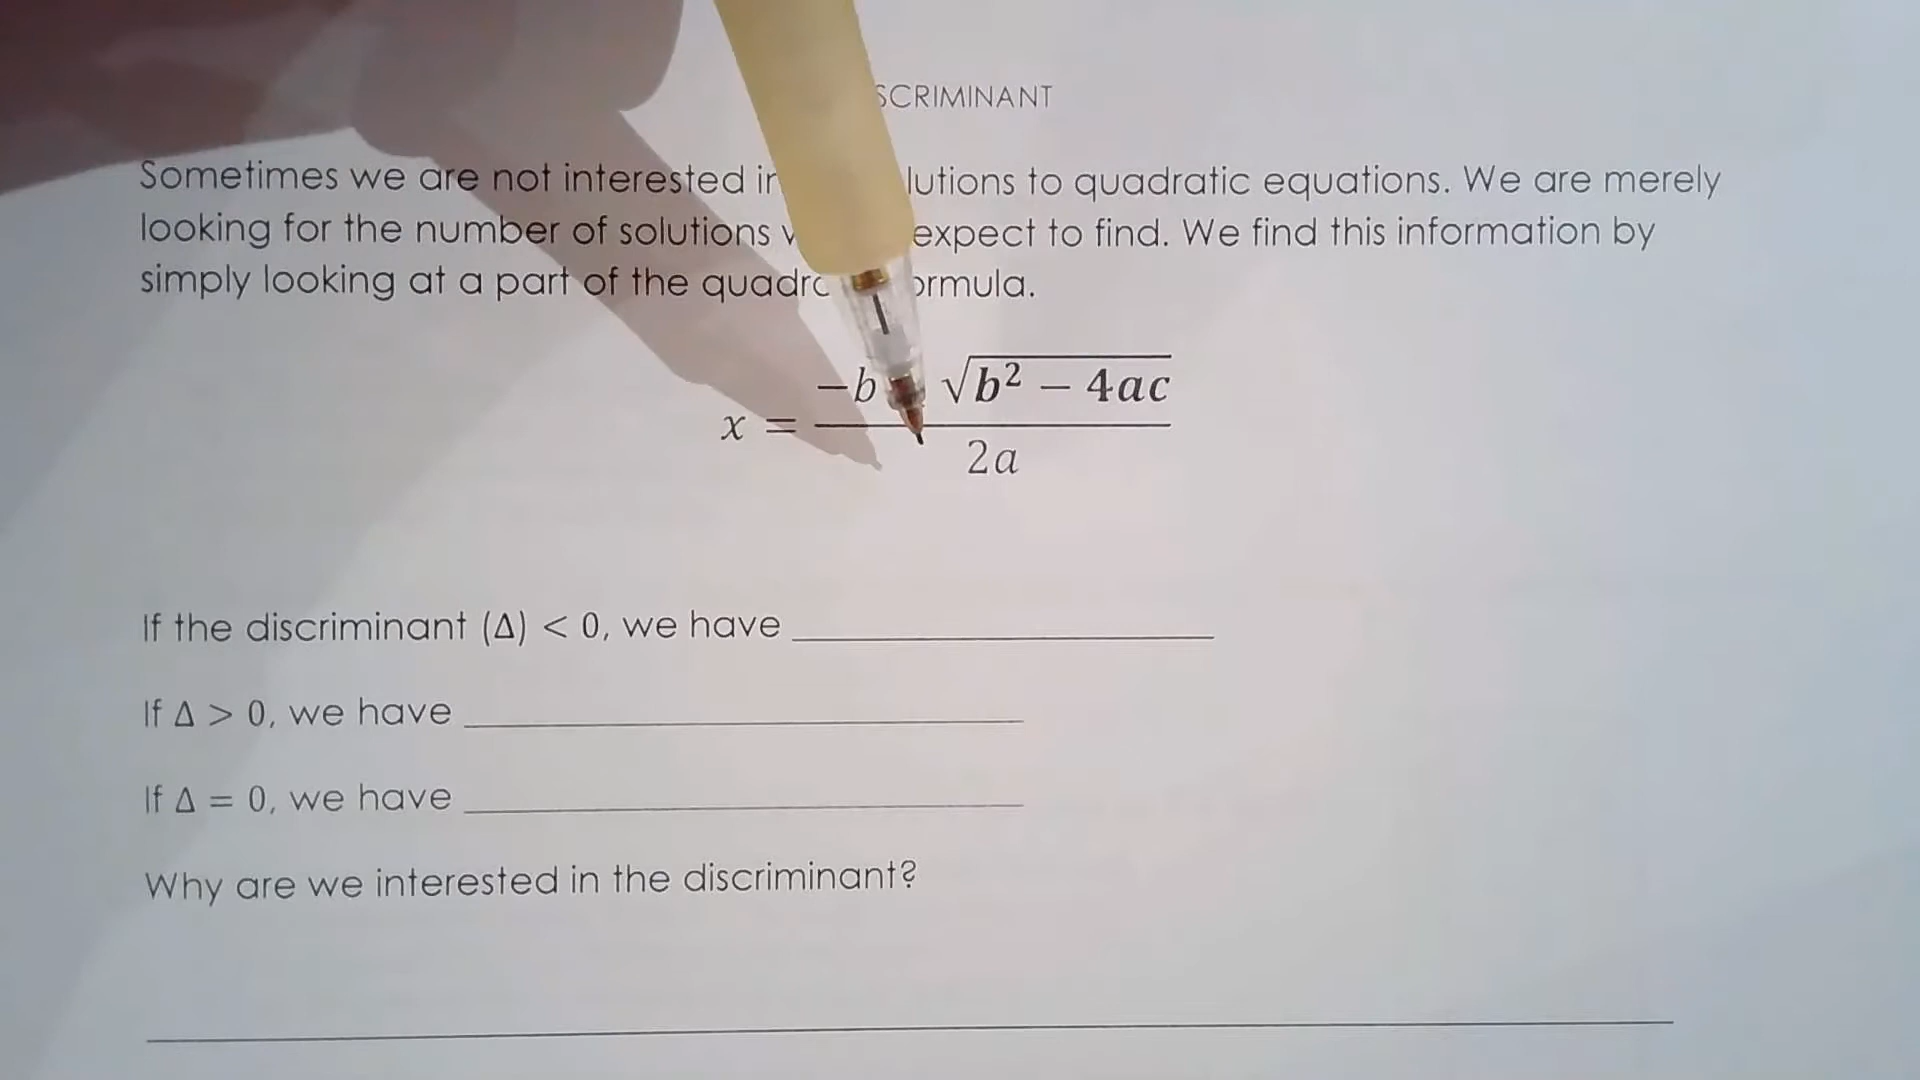 SCRIMINANT
Sometimes we are not interested in lutions to quadratic equations. We are merely
looking for the number of solutions expect to find. We find this information by
simply looking at a part of the ormula.
x = −b √b² − 4ac / 2a
If the discriminant (Δ) < 0, we have
If Δ > 0, we have
If Δ = 0, we have
Why are we interested in the discriminant?